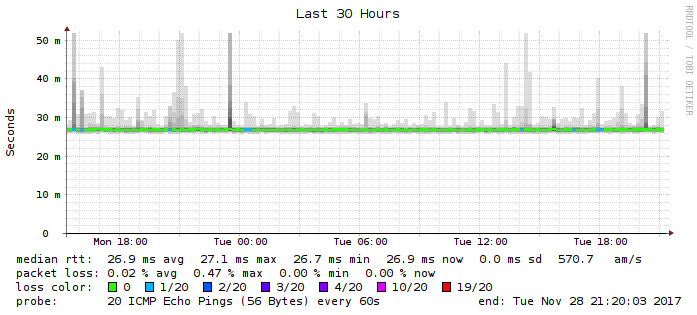 Last 30 Hours
RRDTOOL / TOBI OETIKER
Seconds
50 m
40 m
30 m
20 m
10 m
0
Mon 18:00 Tue 00:00 Tue 06:00 Tue 12:00 Tue 18:00
median rtt: 26.9 ms avg 27.1 ms max 26.7 ms min 26.9 ms now 0.0 ms sd 570.7 am/s
packet loss: 0.02 % avg 0.47 % max 0.00 % min 0.00 % now
loss color: 0 1/20 2/20 3/20 4/20 10/20 19/20
probe: 20 ICMP Echo Pings (56 Bytes) every 60s end: Tue Nov 28 21:20:03 2017